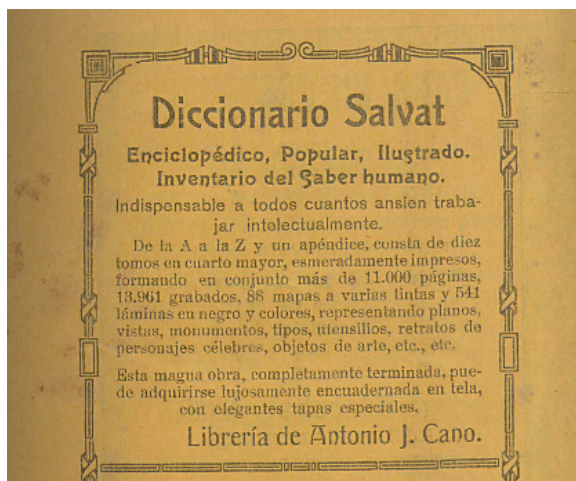 Diccionario Salvat
Enciclopédico, Popular, Ilustrado.
Inventario del Saber humano.
Indispensable a todos cuantos ansíen traba-
jar intelectualmente.
De la A a la Z y un apéndice, consta de diez
tomos en cuarto mayor, esmeradamente impresos,
formando en conjunto más de 11.000 páginas,
13.961 grabados, 88 mapas a varias tintas y 541
láminas en negro y colores, representando planos,
vistas, monumentos, tipos, utensilios, retratos de
personajes célebres, objetos de arte, etc., etc.
Esta magna obra, completamente terminada, pue-
de adquirirse lujosamente encuadernada en tela,
con elegantes tapas especiales.
Librería de Antonio J. Cano.